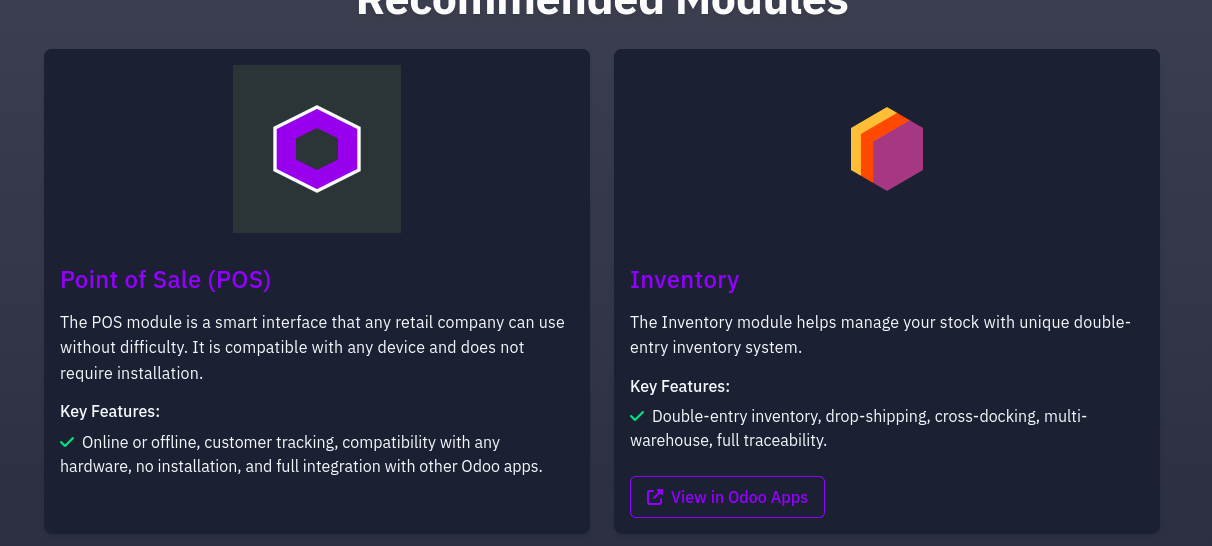 Recommended Modules
Point of Sale (POS)
The POS module is a smart interface that any retail company can use
without difficulty. It is compatible with any device and does not
require installation.
Key Features:
Online or offline, customer tracking, compatibility with any
hardware, no installation, and full integration with other Odoo apps.
Inventory
The Inventory module helps manage your stock with unique double-
entry inventory system.
Key Features:
Double-entry inventory, drop-shipping, cross-docking, multi-
warehouse, full traceability.
View in Odoo Apps